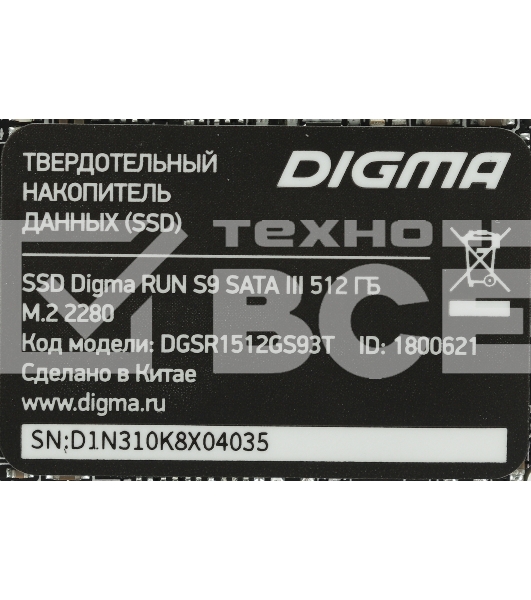 ТВЕРДОТЕЛЬНЫЙ
НАКОПИТЕЛЬ
ДАННЫХ (SSD)
DIGMA
ТЕХНО
ВСЕ
SSD Digma RUN S9 SATA III 512 ГБ
M.2 2280
Код модели: DGSR1512GS93T ID: 1800621
Сделано в Китае
www.digma.ru
SN:D1N310K8X04035